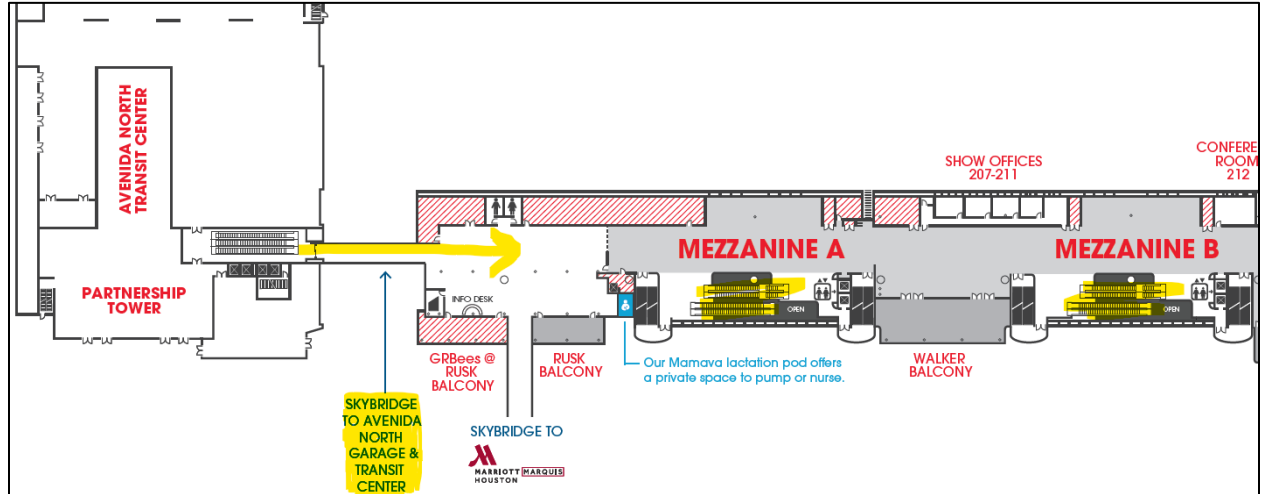 AVENIDA NORTH
TRANSIT CENTER
PARTNERSHIP
TOWER
SKYBRIDGE
TO AVENIDA
NORTH
GARAGE &
TRANSIT
CENTER
INFO DESK
GRBees @
RUSK
BALCONY
RUSK
BALCONY
SKYBRIDGE TO
MARRIOTT MARQUIS
HOUSTON
Our Mamava lactation pod offers
a private space to pump or nurse.
MEZZANINE A
OPEN
WALKER
BALCONY
SHOW OFFICES
207-211
MEZZANINE B
OPEN
CONFERE
ROOM
212